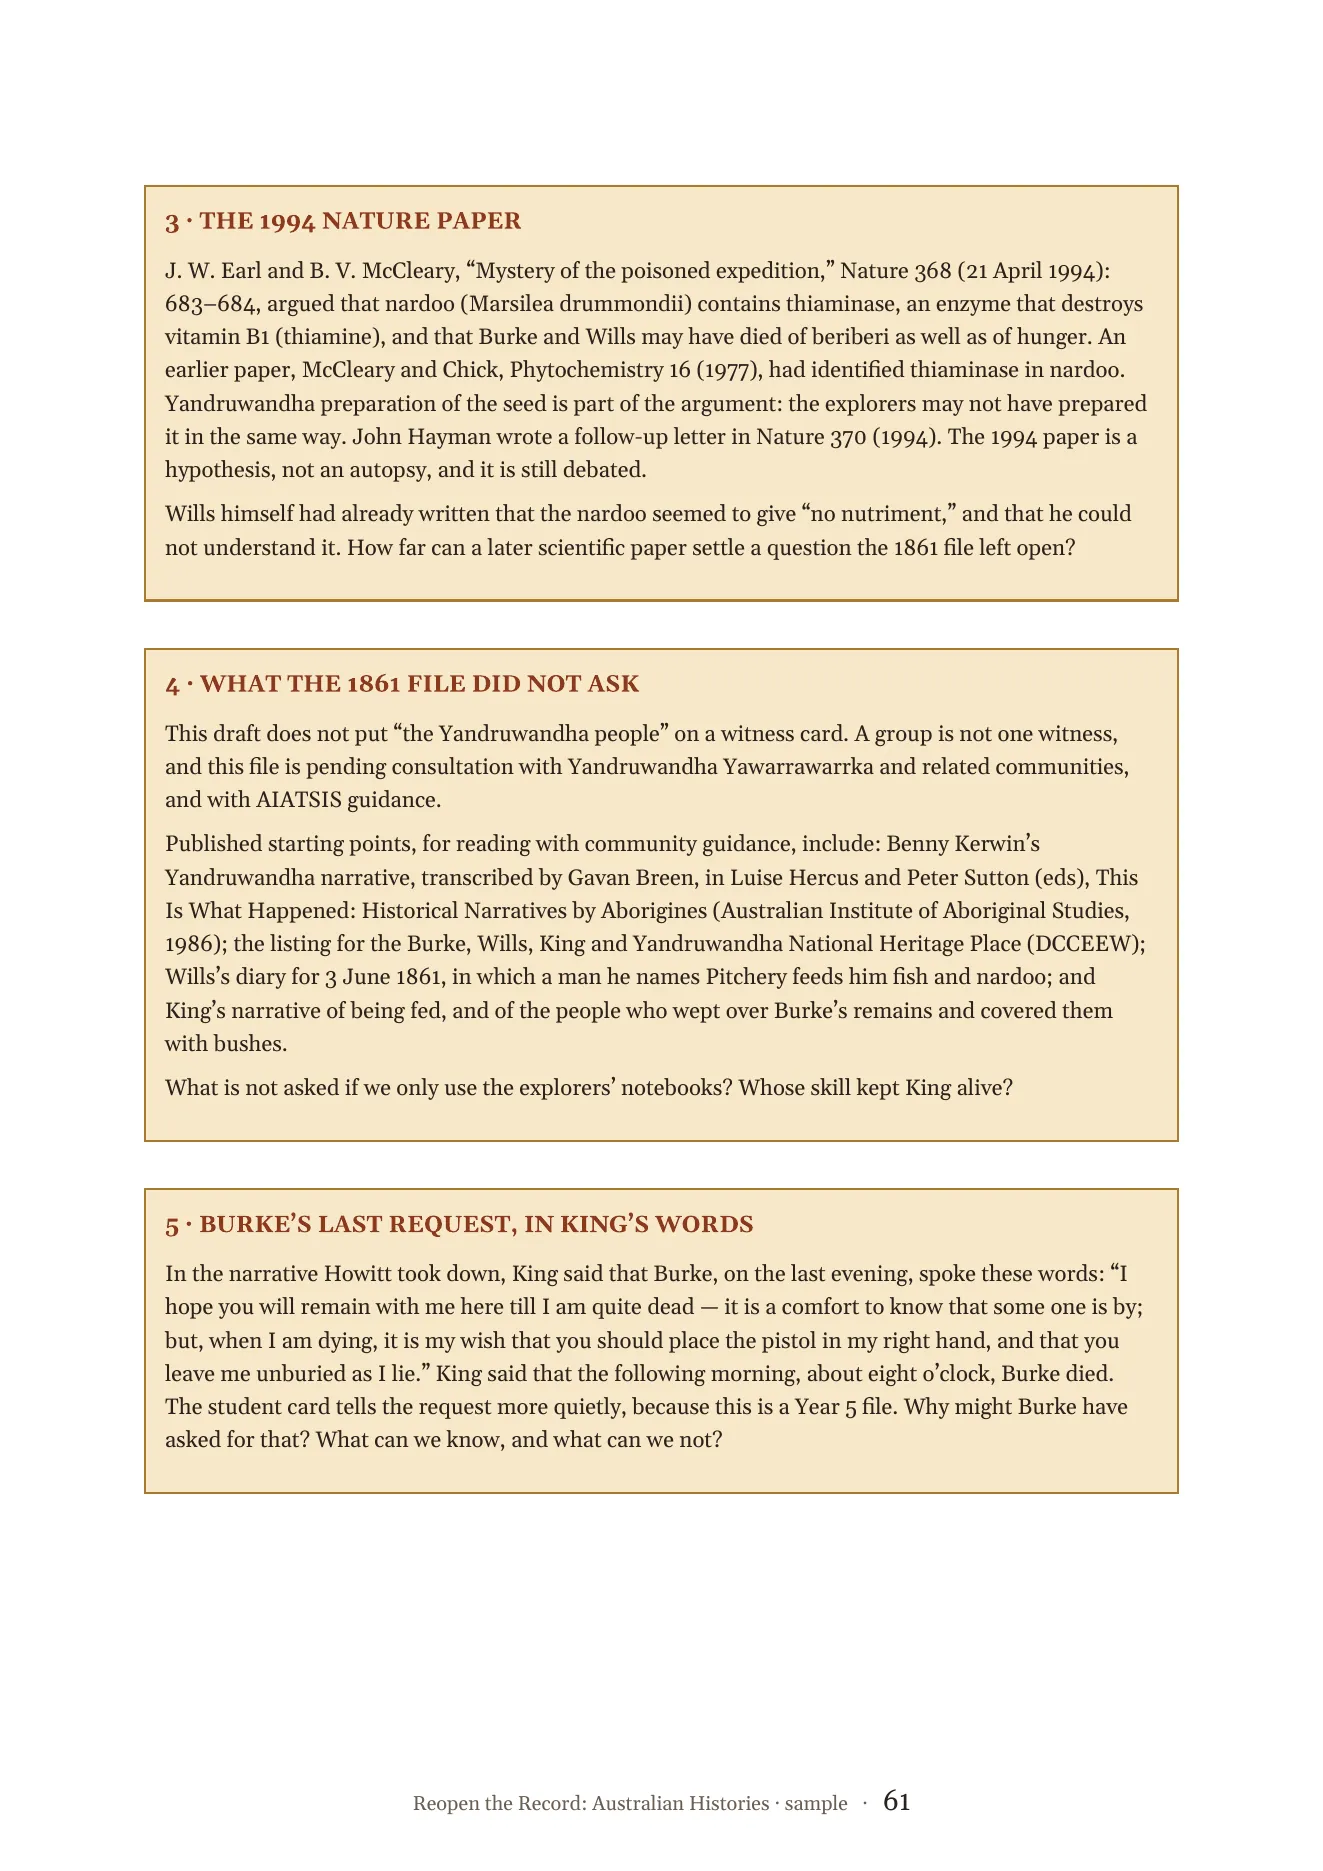 3 · THE 1994 NATURE PAPER
J. W. Earl and B. V. McCleary, “Mystery of the poisoned expedition,” Nature 368 (21 April 1994):
683–684, argued that nardoo (Marsilea drummondii) contains thiaminase, an enzyme that destroys
vitamin B1 (thiamine), and that Burke and Wills may have died of beriberi as well as of hunger. An
earlier paper, McCleary and Chick, Phytochemistry 16 (1977), had identified thiaminase in nardoo.
Yandruwandha preparation of the seed is part of the argument: the explorers may not have prepared
it in the same way. John Hayman wrote a follow-up letter in Nature 370 (1994). The 1994 paper is a
hypothesis, not an autopsy, and it is still debated.
Wills himself had already written that the nardoo seemed to give “no nutriment,” and that he could
not understand it. How far can a later scientific paper settle a question the 1861 file left open?
4 · WHAT THE 1861 FILE DID NOT ASK
This draft does not put “the Yandruwandha people” on a witness card. A group is not one witness,
and this file is pending consultation with Yandruwandha Yawarrawarrka and related communities,
and with AIATSIS guidance.
Published starting points, for reading with community guidance, include: Benny Kerwin’s
Yandruwandha narrative, transcribed by Gavan Breen, in Luise Hercus and Peter Sutton (eds), This
Is What Happened: Historical Narratives by Aborigines (Australian Institute of Aboriginal Studies,
1986); the listing for the Burke, Wills, King and Yandruwandha National Heritage Place (DCCEEW);
Wills’s diary for 3 June 1861, in which a man he names Pitchery feeds him fish and nardoo; and
King’s narrative of being fed, and of the people who wept over Burke’s remains and covered them
with bushes.
What is not asked if we only use the explorers’ notebooks? Whose skill kept King alive?
5 · BURKE’S LAST REQUEST, IN KING’S WORDS
In the narrative Howitt took down, King said that Burke, on the last evening, spoke these words: “I
hope you will remain with me here till I am quite dead — it is a comfort to know that some one is by;
but, when I am dying, it is my wish that you should place the pistol in my right hand, and that you
leave me unburied as I lie.” King said that the following morning, about eight o’clock, Burke died.
The student card tells the request more quietly, because this is a Year 5 file. Why might Burke have
asked for that? What can we know, and what can we not?
Reopen the Record: Australian Histories · sample · 61